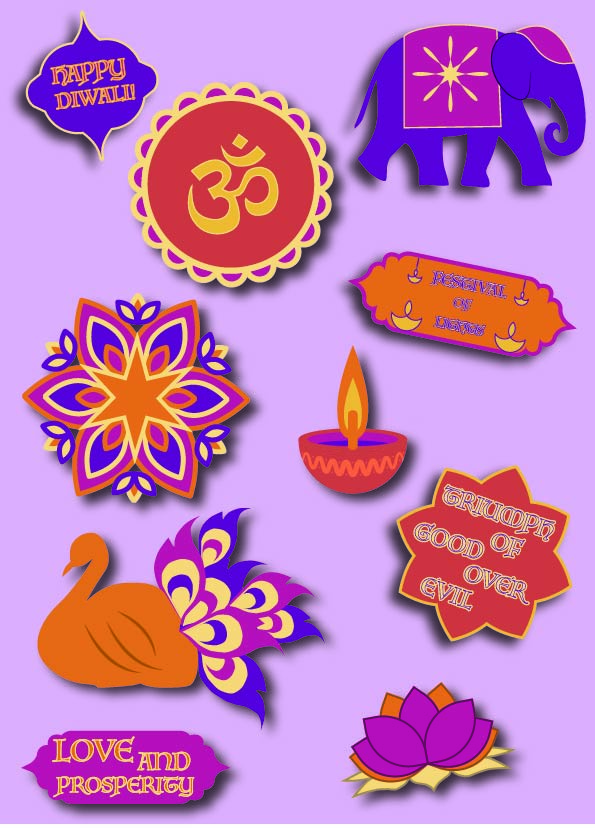 HAPPY
DIWALI!
ॐ
FESTIVAL
OF
LIGHTS
TRIUMPH
OF
GOOD
OVER
EVIL
LOVE AND
PROSPERITY